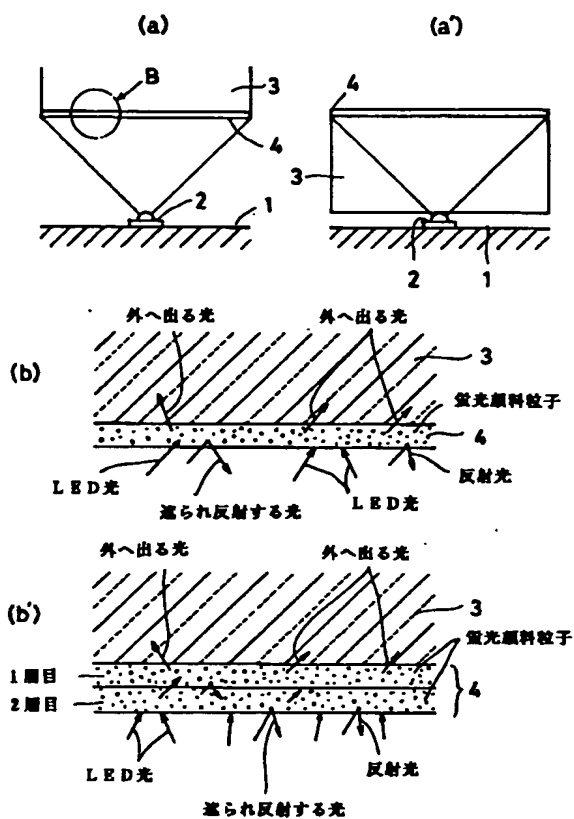 (a)
(a')
B
3
4
2
1
4
3
2
1
(b)
外へ出る光
外へ出る光
3
蛍光顔料粒子
4
LED光
遮られ反射する光
LED光
反射光
(b')
外へ出る光
外へ出る光
3
蛍光顔料粒子
1層目
2層目
4
LED光
反射光
遮られ反射する光